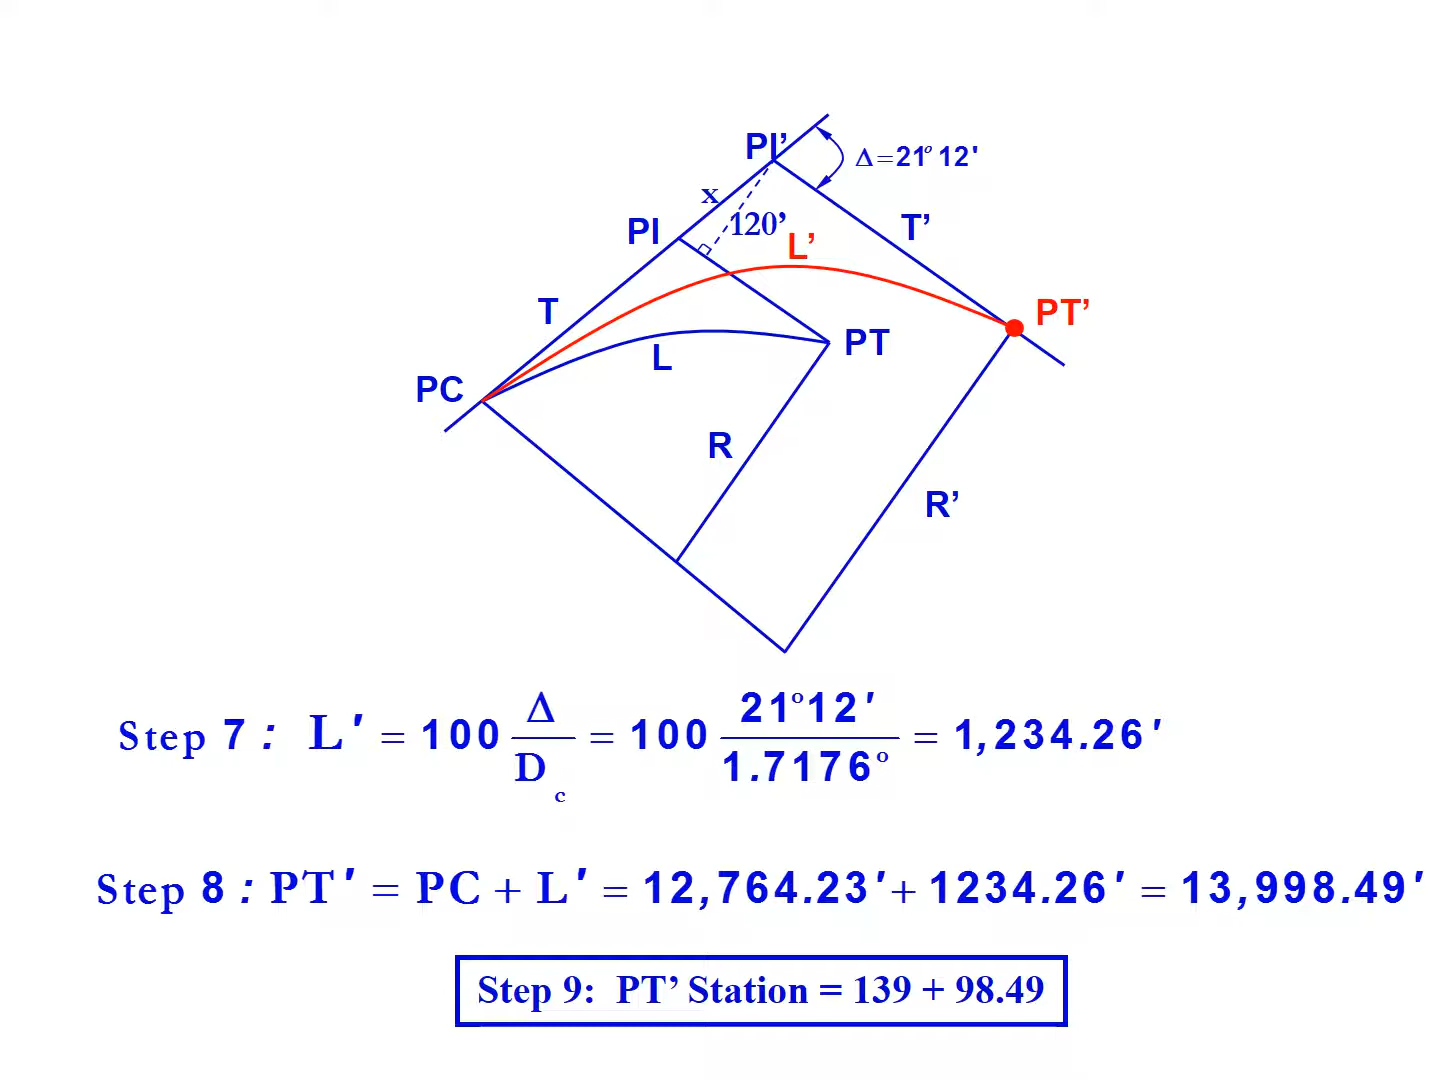 PI’
Δ=21° 12'
x
PI
120’
T’
L’
T
PT’
PT
L
PC
R
R’
Step 7 : L ′ = 100 Δ / D c = 100 21°12 ′ / 1.7176° = 1,234.26 ′
Step 8 : PT ′ = PC + L ′ = 12,764.23 ′ + 1234.26 ′ = 13,998.49 ′
Step 9: PT’ Station = 139 + 98.49